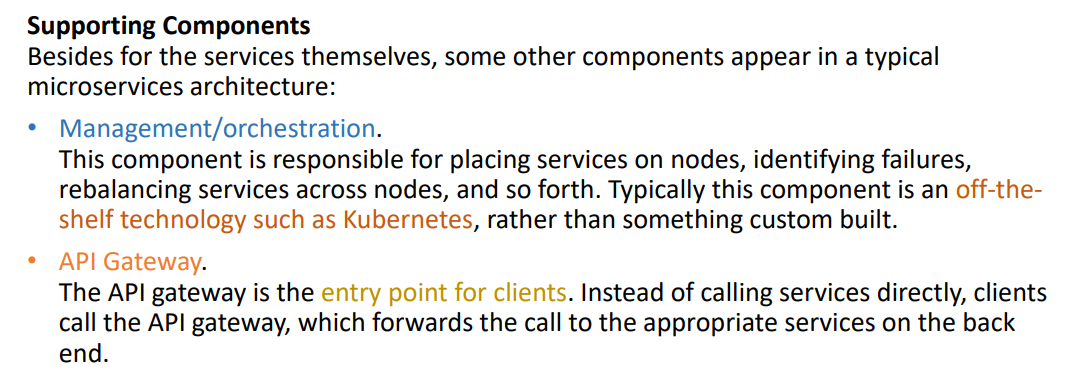 Supporting Components
Besides for the services themselves, some other components appear in a typical
microservices architecture:
• Management/orchestration.
This component is responsible for placing services on nodes, identifying failures,
rebalancing services across nodes, and so forth. Typically this component is an off-the-
shelf technology such as Kubernetes, rather than something custom built.
• API Gateway.
The API gateway is the entry point for clients. Instead of calling services directly, clients
call the API gateway, which forwards the call to the appropriate services on the back
end.